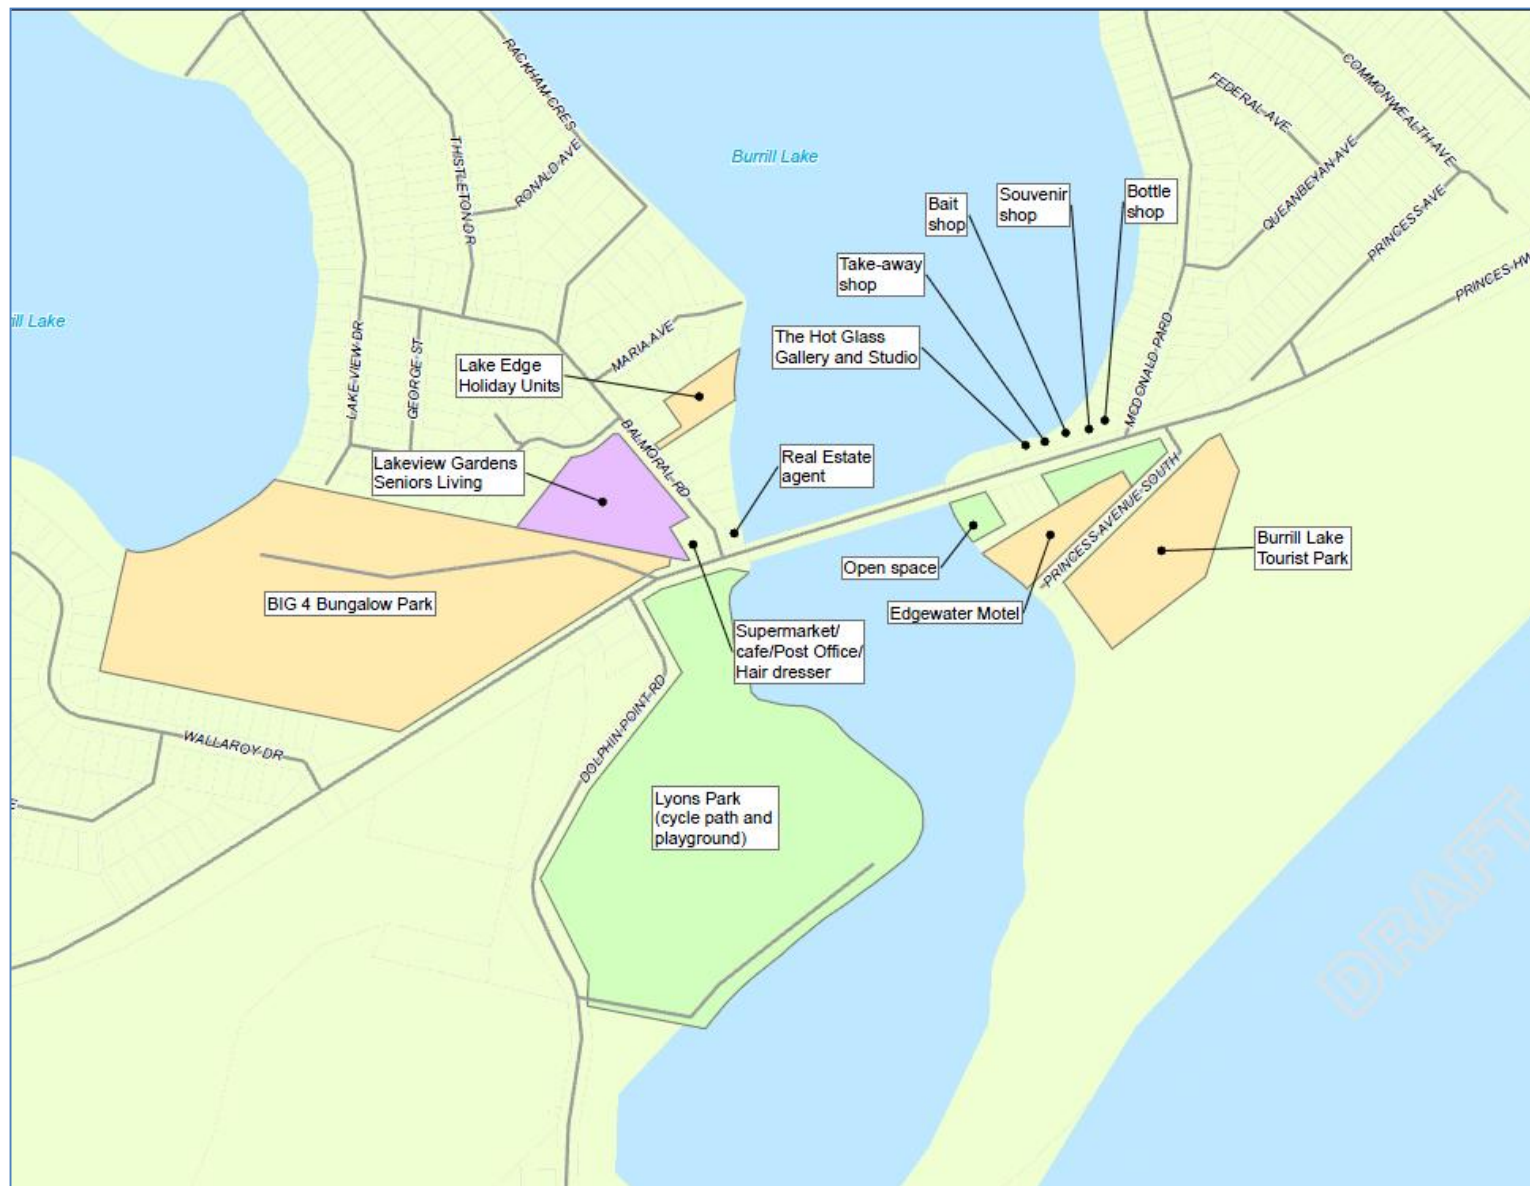 RACKHAM CRES
COMMONWEALTH AVE
FEDERAL AVE
THISTLETON DR
RONALD AVE
Burrill Lake
QUEANBEYAN AVE
PRINCESS AVE
Bait
shop
Souvenir
shop
Bottle
shop
Take-away
shop
PRINCES HW
ill Lake
LAKE VIEW DR
GEORGE ST
MARIA AVE
The Hot Glass
Gallery and Studio
MCDONALD PARD
Lake Edge
Holiday Units
BALMORAL RD
Lakeview Gardens
Seniors Living
Real Estate
agent
PRINCESS AVENUE SOUTH
Open space
Burrill Lake
Tourist Park
BIG 4 Bungalow Park
Edgewater Motel
Supermarket/
cafe/Post Office/
Hair dresser
DOLPHIN POINT RD
WALLAROY DR
E
Lyons Park
(cycle path and
playground)
DRAFT